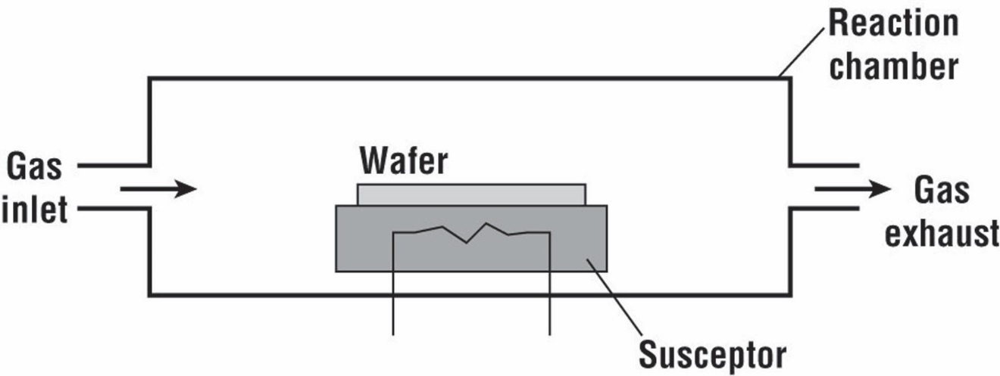 Reaction
chamber
Wafer
Gas
inlet
Gas
exhaust
Susceptor